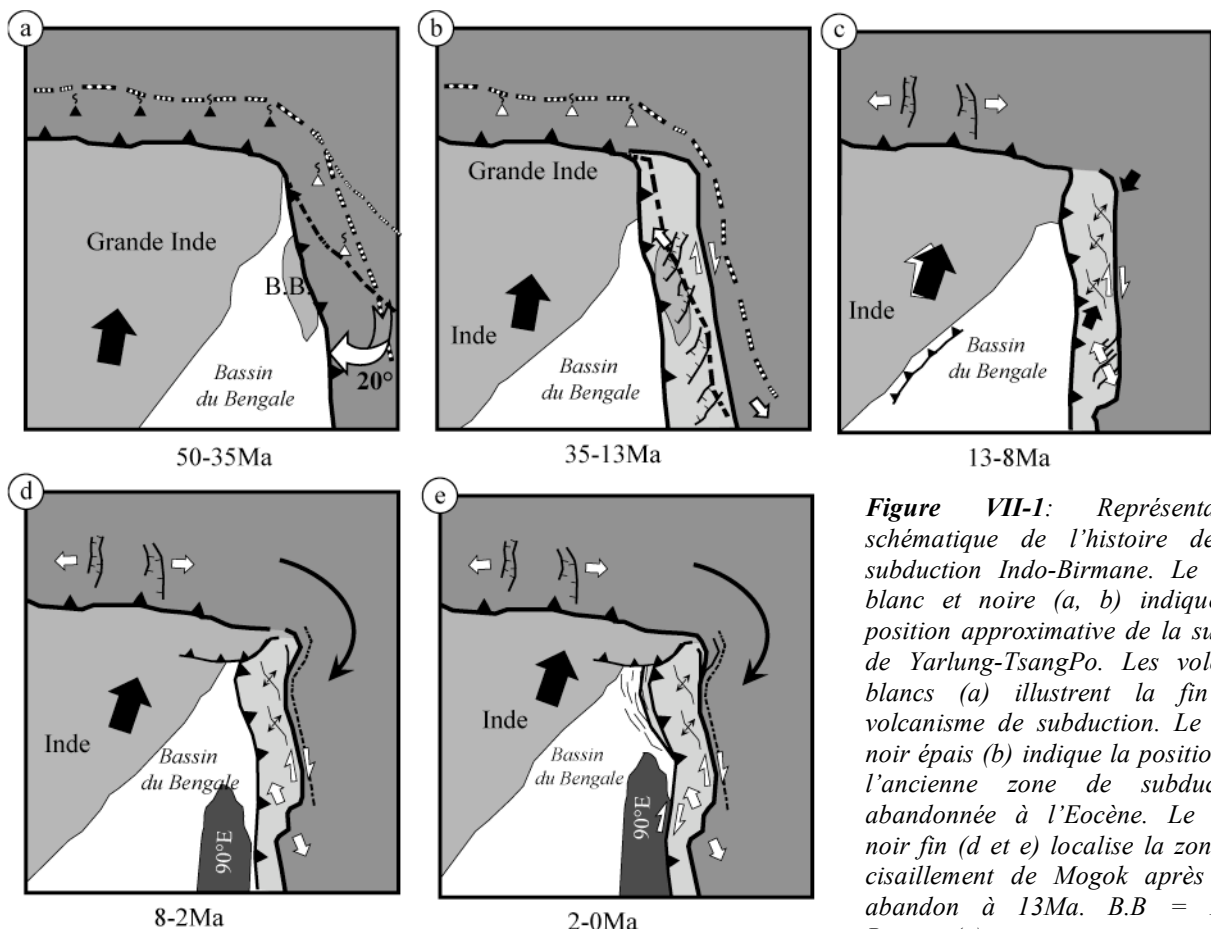 a
Grande Inde
B.B.
20°
Bassin
du Bengale
50-35Ma
b
Grande Inde
Inde
Bassin
du Bengale
35-13Ma
c
Inde
Bassin
du Bengale
13-8Ma
d
Inde
Bassin
du Bengale
90°E
8-2Ma
e
Inde
Bassin
du Bengale
90°E
2-0Ma
Figure VII-1: Représenta
schématique de l'histoire de
subduction Indo-Birmane. Le
blanc et noire (a, b) indique
position approximative de la su
de Yarlung-TsangPo. Les vol
blancs (a) illustrent la fin
volcanisme de subduction. Le
noir épais (b) indique la position
l'ancienne zone de subduc
abandonnée à l'Eocène. Le
noir fin (d et e) localise la zon
cisaillement de Mogok après
abandon à 13Ma. B.B =